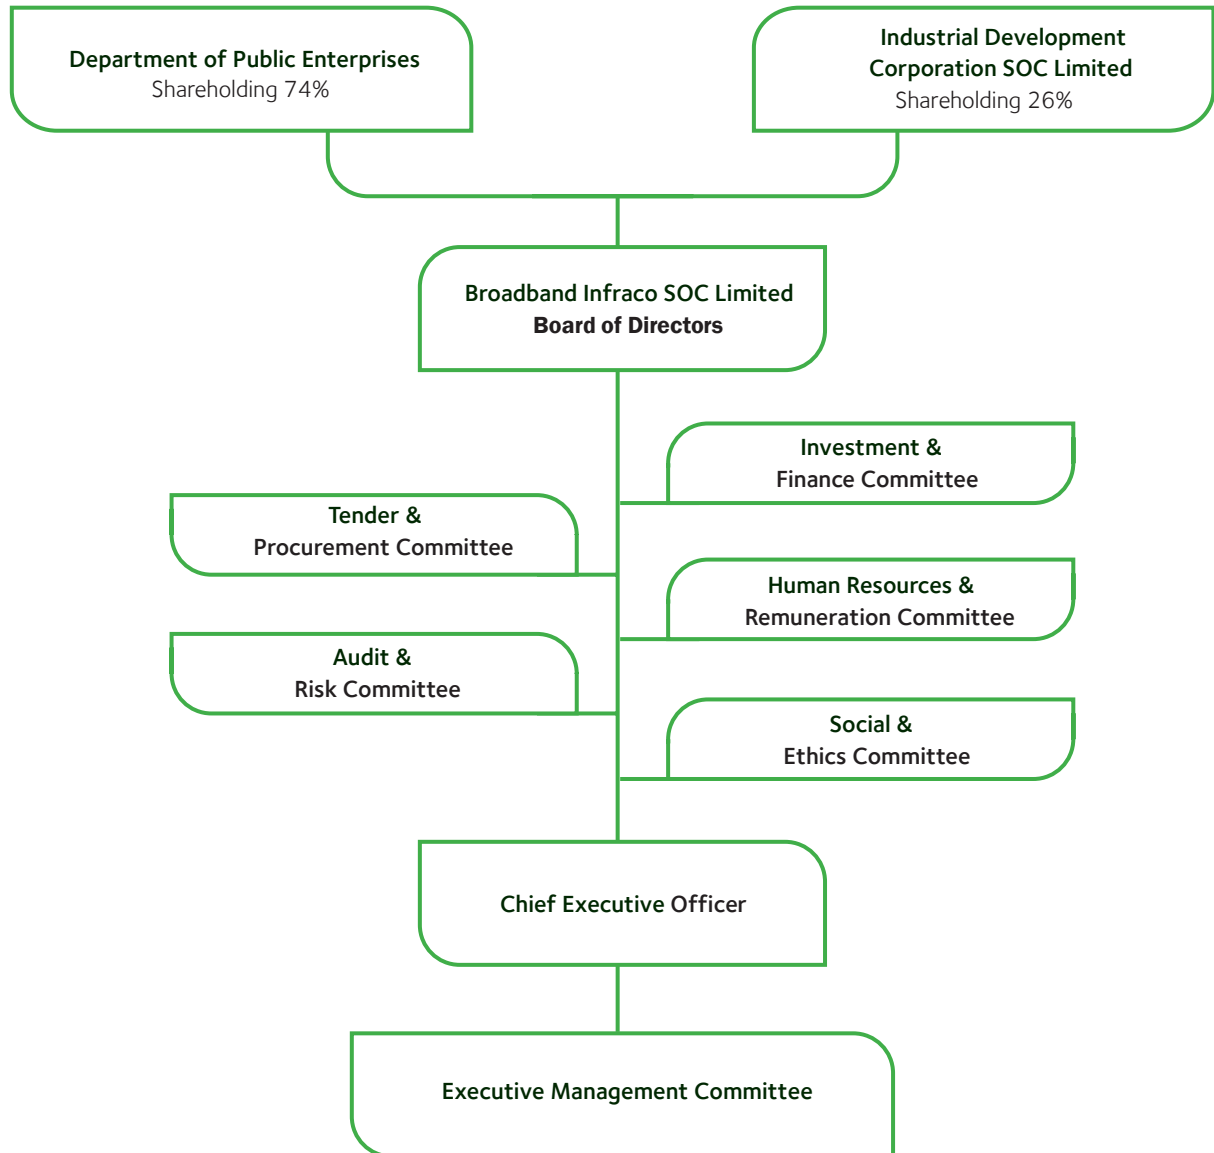 Department of Public Enterprises
Shareholding 74%
Industrial Development
Corporation SOC Limited
Shareholding 26%
Broadband Infraco SOC Limited
Board of Directors
Investment &
Finance Committee
Tender &
Procurement Committee
Human Resources &
Remuneration Committee
Audit &
Risk Committee
Social &
Ethics Committee
Chief Executive Officer
Executive Management Committee